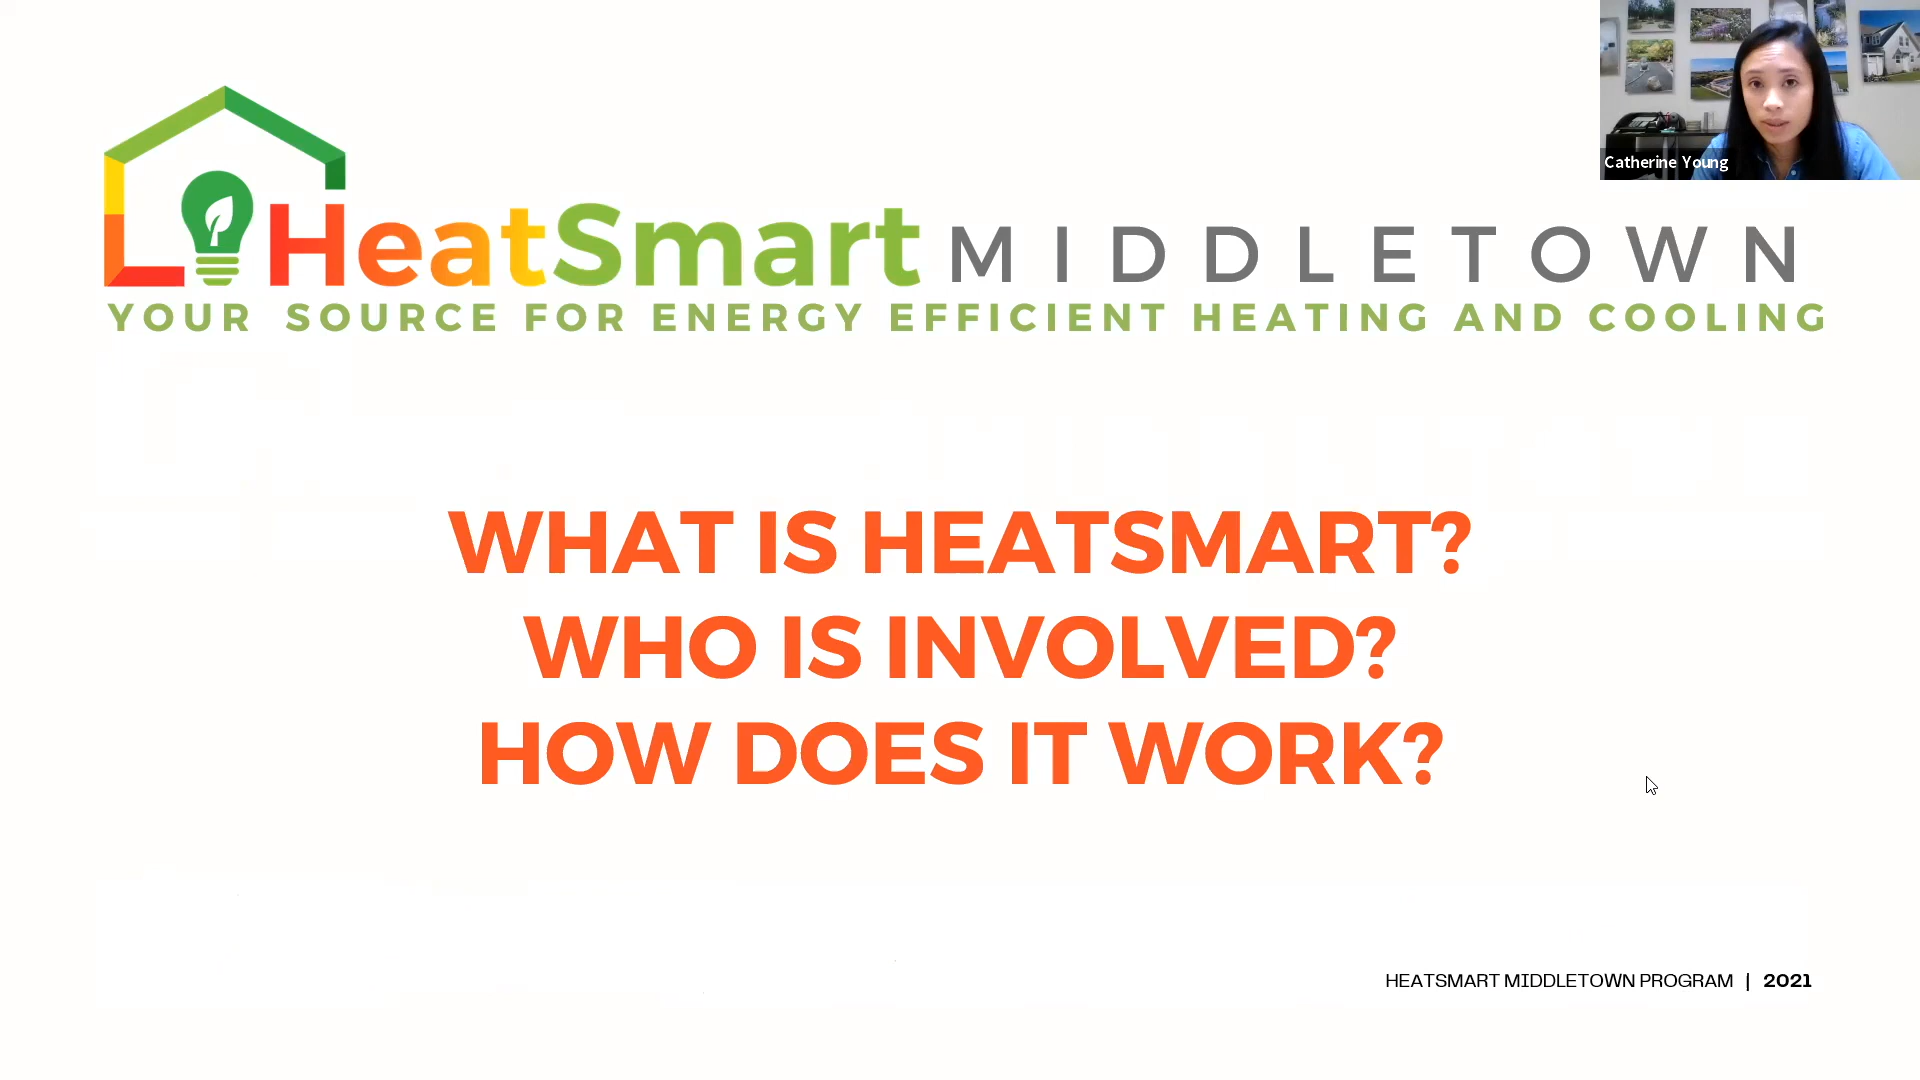 HeatSmart MIDDLETOWN
YOUR SOURCE FOR ENERGY EFFICIENT HEATING AND COOLING
Catherine Young
WHAT IS HEATSMART?
WHO IS INVOLVED?
HOW DOES IT WORK?
HEATSMART MIDDLETOWN PROGRAM | 2021